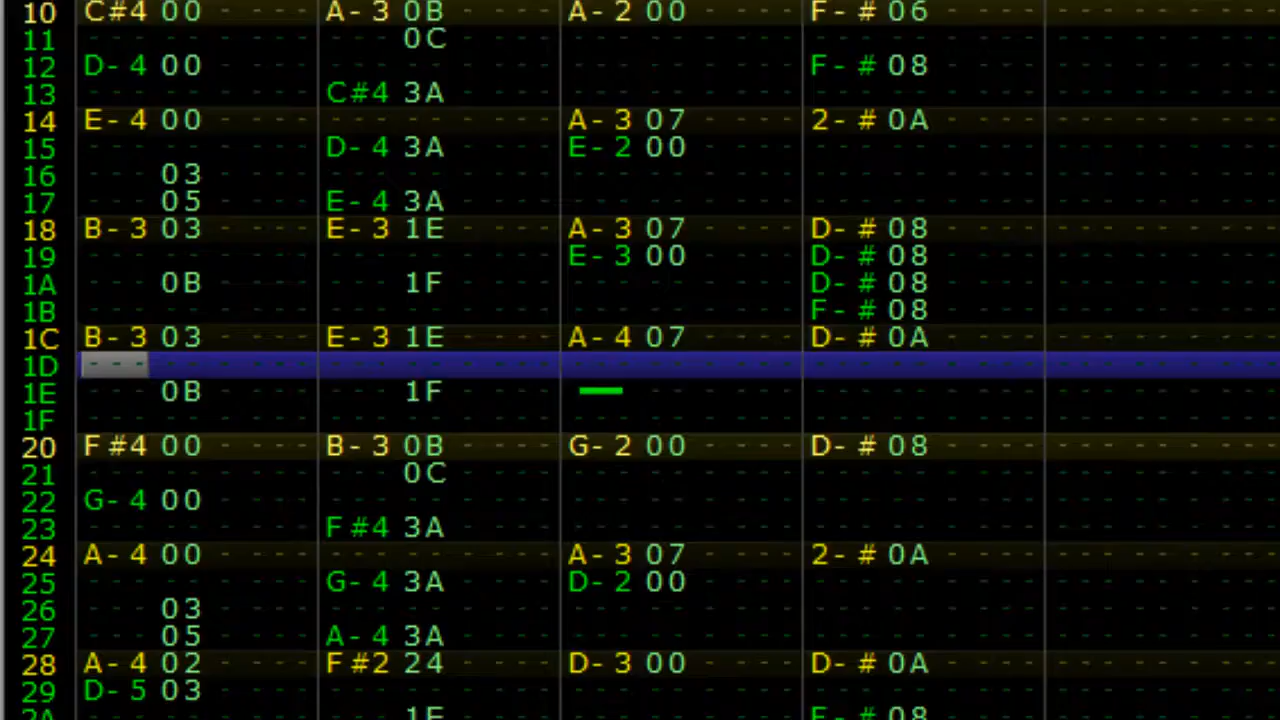 10 C#4 00 A-3 0B A-2 00 F-# 06
11 0C
12 D-4 00 F-# 08
13 C#4 3A
14 E-4 00 A-3 07 2-# 0A
15 D-4 3A E-2 00
16 03
17 05 E-4 3A
18 B-3 03 E-3 1E A-3 07 D-# 08
19 E-3 00 D-# 08
1A 0B 1F D-# 08
1B F-# 08
1C B-3 03 E-3 1E A-4 07 D-# 0A
1D ---
1E 0B 1F
1F
20 F#4 00 B-3 0B G-2 00 D-# 08
21 0C
22 G-4 00
23 F#4 3A
24 A-4 00 A-3 07 2-# 0A
25 G-4 3A D-2 00
26 03
27 05 A-4 3A
28 A-4 02 F#2 24 D-3 00 D-# 0A
29 D-5 03
2A 1E F-# 08